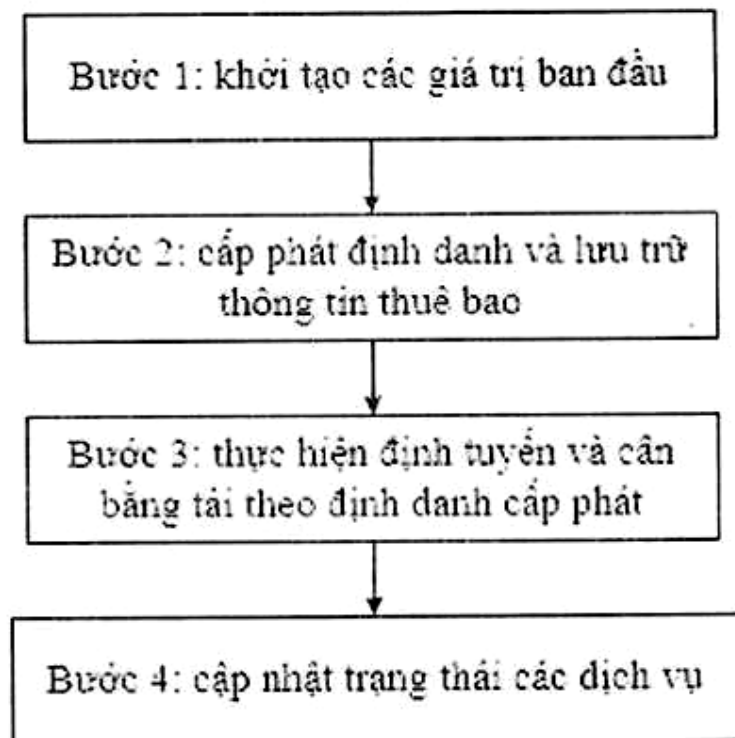 Bước 1: khởi tạo các giá trị ban đầu
Bước 2: cấp phát định danh và lưu trữ
thông tin thuê bao
Bước 3: thực hiện định tuyến và cân
bằng tải theo định danh cấp phát
Bước 4: cập nhật trạng thái các dịch vụ